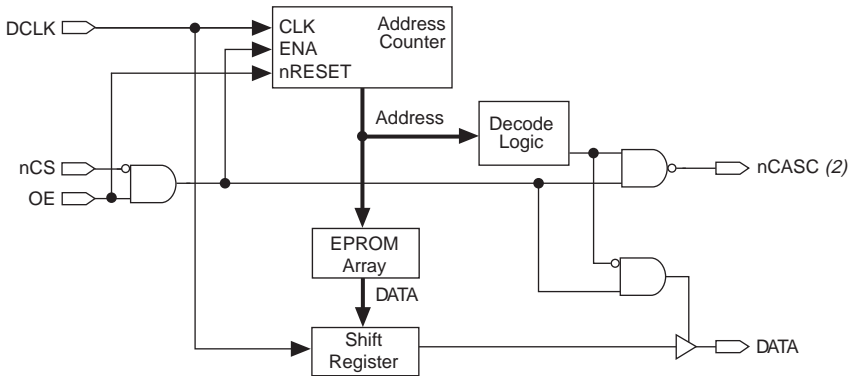 DCLK
CLK
Address
Counter
ENA
nRESET
Address
Decode
Logic
nCS
nCASC (2)
OE
EPROM
Array
DATA
Shift
Register
DATA